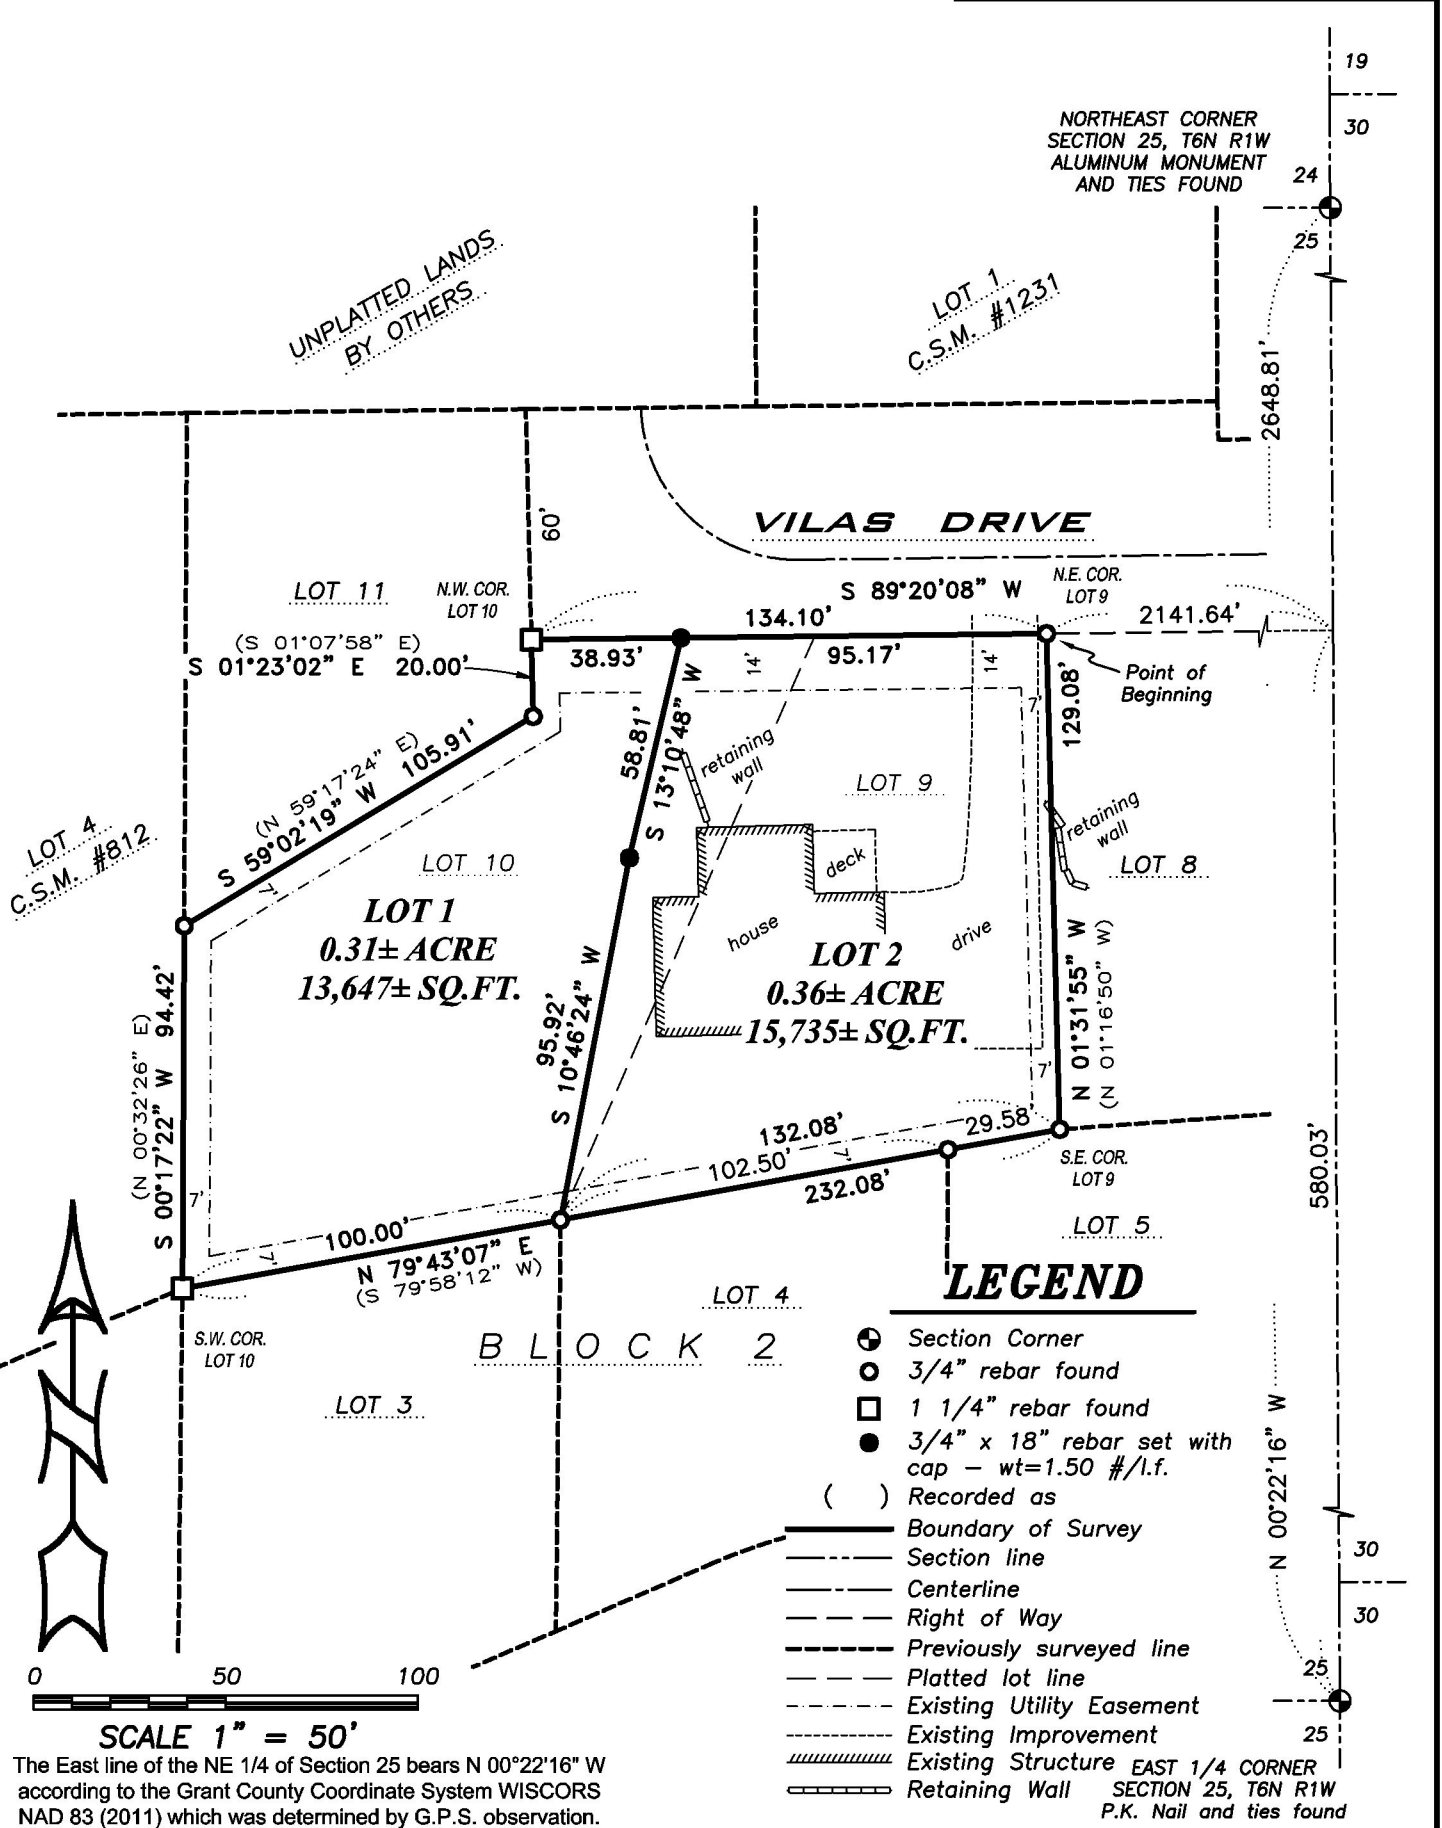 19
30
NORTHEAST CORNER
SECTION 25, T6N R1W
ALUMINUM MONUMENT
AND TIES FOUND
24
25
UNPLATTED LANDS
BY OTHERS
LOT 1
C.S.M. #1231
2648.81'
VILAS DRIVE
60'
LOT 11
N.W. COR.
LOT 10
S 89°20'08" W
N.E. COR.
LOT 9
134.10'
2141.64'
(S 01°07'58" E)
S 01°23'02" E 20.00'
38.93'
95.17'
14'
14'
Point of
Beginning
7'
129.08'
58.81'
S 13°10'48" W
retaining
wall
(N 59°17'24" E)
S 59°02'19" W 105.91'
7'
LOT 9
retaining
wall
LOT 4
C.S.M. #812
LOT 10
deck
LOT 8
LOT 1
0.31± ACRE
13,647± SQ.FT.
house
drive
LOT 2
0.36± ACRE
15,735± SQ.FT.
95.92'
S 10°46'24" W
N 01°31'55" W
(N 01°16'50" W)
(N 00°32'26" E)
S 00°17'22" W 94.42'
7'
7'
132.08'
29.58'
102.50'
7'
232.08'
S.E. COR.
LOT 9
580.03'
100.00'
7'
N 79°43'07" E
(S 79°58'12" W)
LOT 5
S.W. COR.
LOT 10
LOT 4
BLOCK 2
LOT 3
LEGEND
Section Corner
3/4" rebar found
1 1/4" rebar found
3/4" x 18" rebar set with
cap – wt=1.50 #/l.f.
( ) Recorded as
Boundary of Survey
Section line
Centerline
Right of Way
Previously surveyed line
Platted lot line
Existing Utility Easement
Existing Improvement
Existing Structure
Retaining Wall
N 00°22'16" W
30
30
25
25
EAST 1/4 CORNER
SECTION 25, T6N R1W
P.K. Nail and ties found
N
0 50 100
SCALE 1" = 50'
The East line of the NE 1/4 of Section 25 bears N 00°22'16" W
according to the Grant County Coordinate System WISCORS
NAD 83 (2011) which was determined by G.P.S. observation.